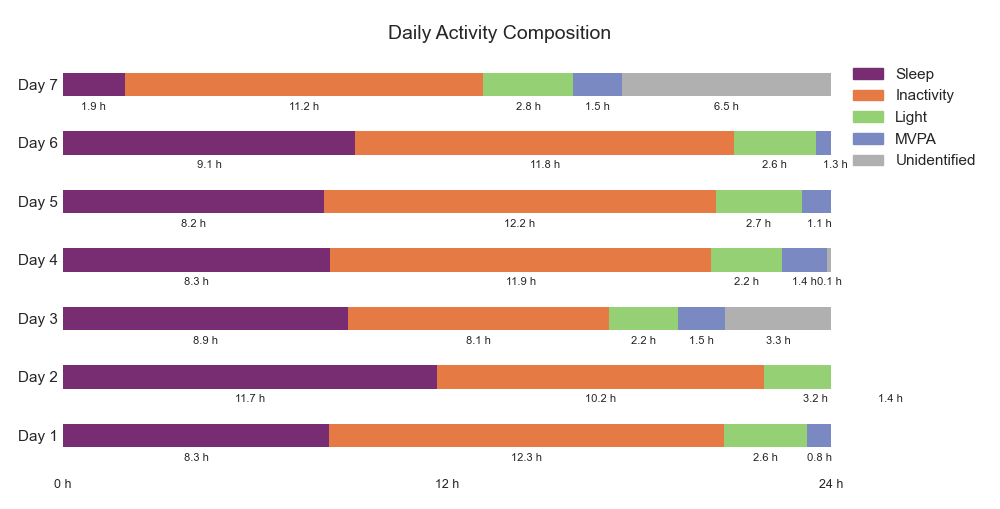 Daily Activity Composition
Day 7
1.9 h 11.2 h 2.8 h 1.5 h 6.5 h
Day 6
9.1 h 11.8 h 2.6 h 1.3 h
Day 5
8.2 h 12.2 h 2.7 h 1.1 h
Day 4
8.3 h 11.9 h 2.2 h 1.4 h 0.1 h
Day 3
8.9 h 8.1 h 2.2 h 1.5 h 3.3 h
Day 2
11.7 h 10.2 h 3.2 h 1.4 h
Day 1
8.3 h 12.3 h 2.6 h 0.8 h
0 h 12 h 24 h
Sleep
Inactivity
Light
MVPA
Unidentified